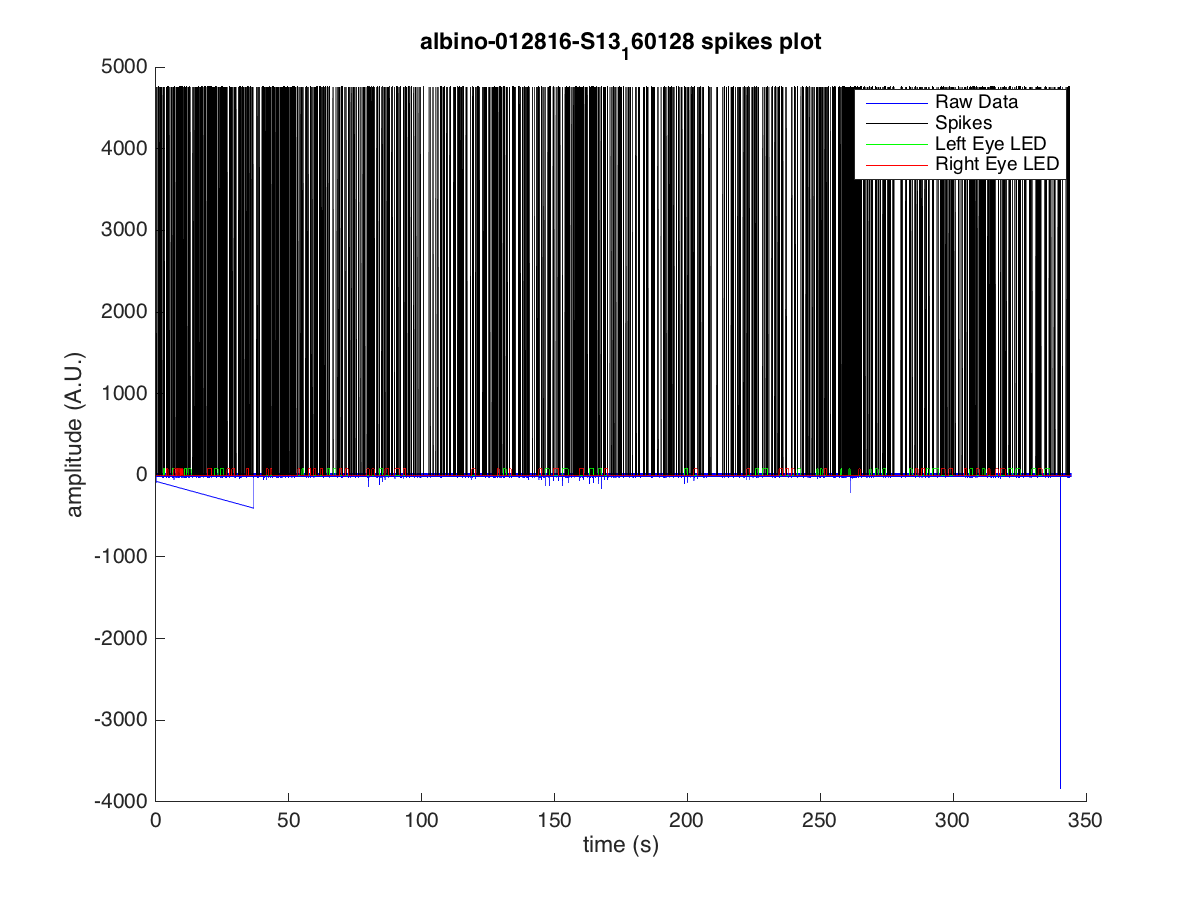 albino-012816-S13₁60128 spikes plot
5000
4000
3000
2000
1000
0
-1000
-2000
-3000
-4000
0 50 100 150 200 250 300 350
time (s)
amplitude (A.U.)
Raw Data
Spikes
Left Eye LED
Right Eye LED